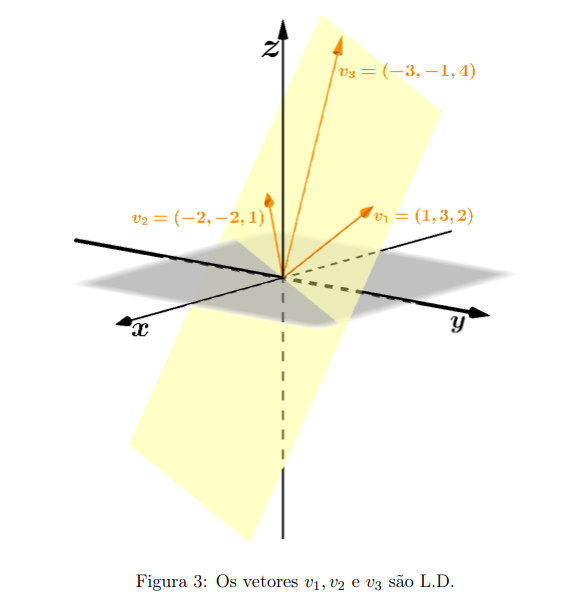 z
v₃ = (−3, −1, 4)
v₂ = (−2, −2, 1)
v₁ = (1, 3, 2)
x
y
Figura 3: Os vetores v₁, v₂ e v₃ são L.D.